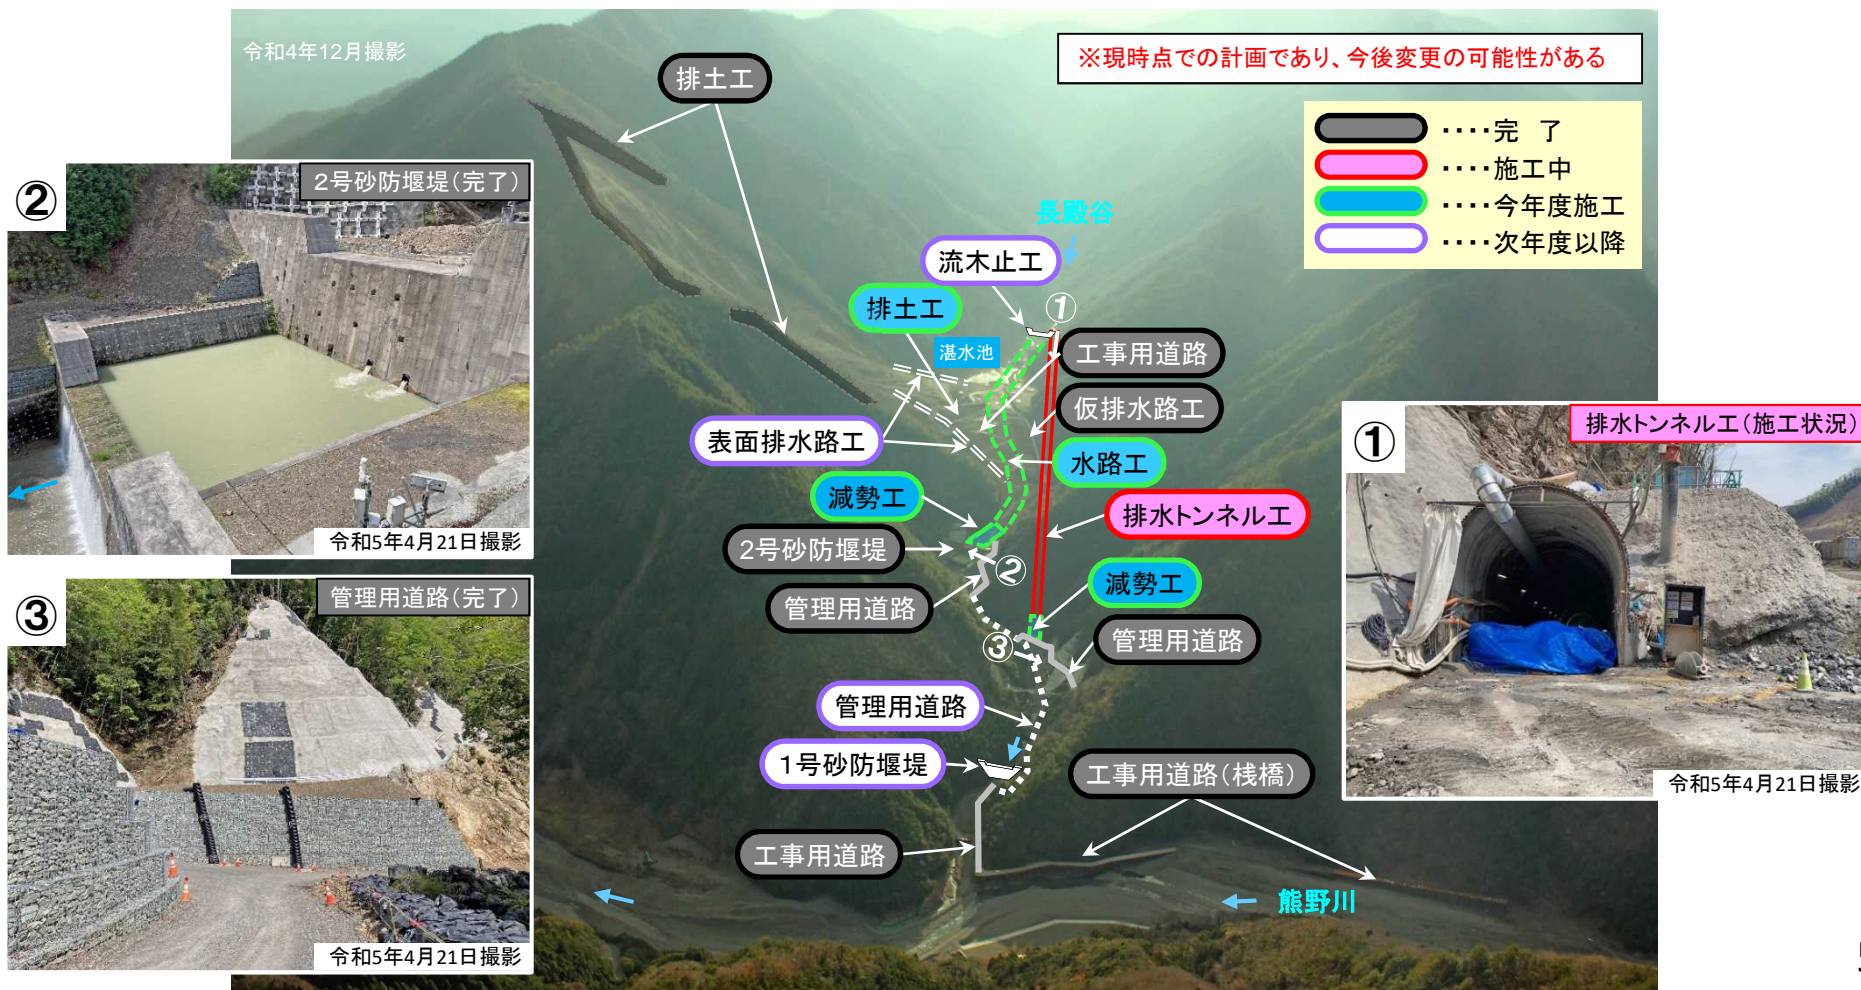 令和4年12月撮影
※現時点での計画であり、今後変更の可能性がある
・・・・完　了
・・・・施工中
・・・・今年度施工
・・・・次年度以降
排土工
長殿谷
流木止工
①
排土工
湛水池
工事用道路
仮排水路工
表面排水路工
水路工
減勢工
排水トンネル工
2号砂防堰堤
②
減勢工
管理用道路
③
管理用道路
管理用道路
1号砂防堰堤
工事用道路（桟橋）
工事用道路
熊野川
②
2号砂防堰堤（完了）
令和5年4月21日撮影
③
管理用道路（完了）
令和5年4月21日撮影
①
排水トンネル工（施工状況）
令和5年4月21日撮影